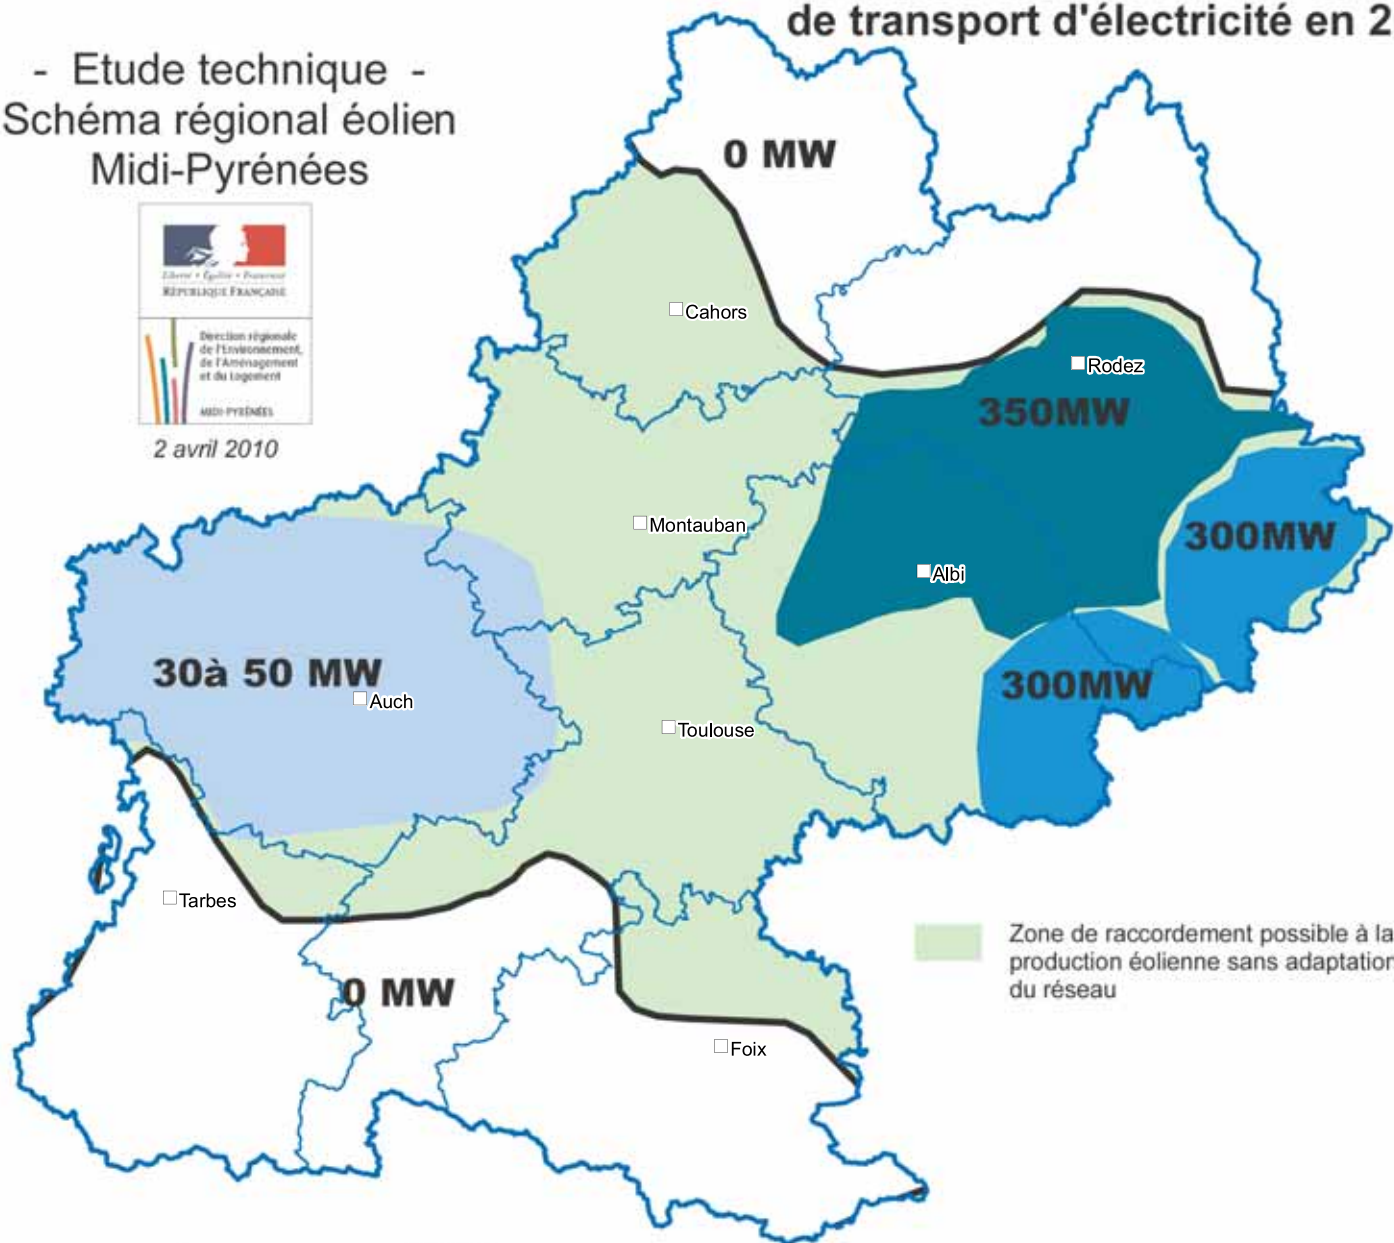 de transport d'électricité en 2
- Etude technique -
Schéma régional éolien
Midi-Pyrénées
Liberté • Égalité • Fraternité
RÉPUBLIQUE FRANÇAISE
Direction régionale
de l'Environnement,
de l'Aménagement
et du Logement
MIDI-PYRÉNÉES
2 avril 2010
0 MW
Cahors
Rodez
350MW
Montauban
300MW
Albi
30à 50 MW
Auch
300MW
Toulouse
Tarbes
Zone de raccordement possible à la
production éolienne sans adaptation
du réseau
0 MW
Foix